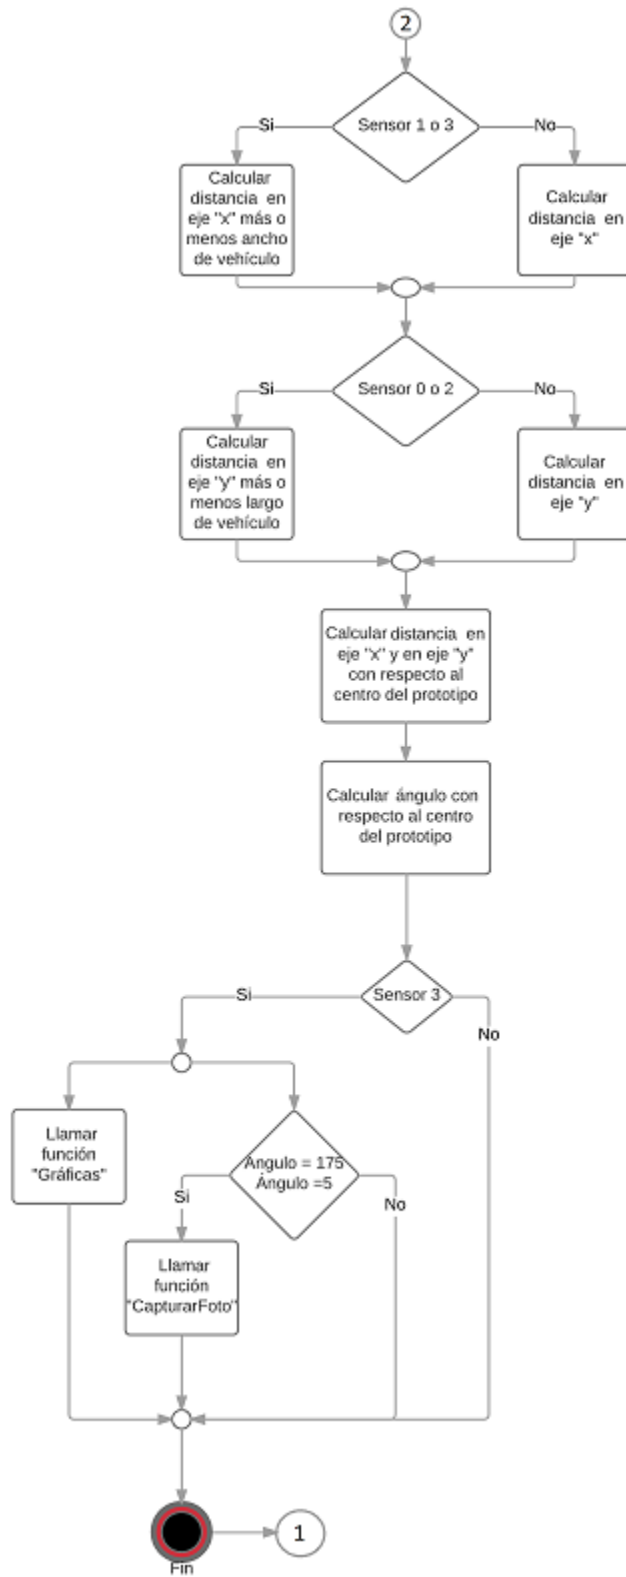 2
Sensor 1 o 3
Si
No
Calcular
distancia en
eje "x" más o
menos ancho
de vehículo
Calcular
distancia en
eje "x"
Sensor 0 o 2
Si
No
Calcular
distancia en
eje "y" más o
menos largo
de vehículo
Calcular
distancia en
eje "y"
Calcular distancia en
eje "x" y en eje "y"
con respecto al
centro del prototipo
Calcular ángulo con
respecto al centro
del prototipo
Sensor 3
Si
No
Llamar
función
"Gráficas"
Ángulo = 175
Ángulo =5
Si
No
Llamar
función
"CapturarFoto"
Fin
1